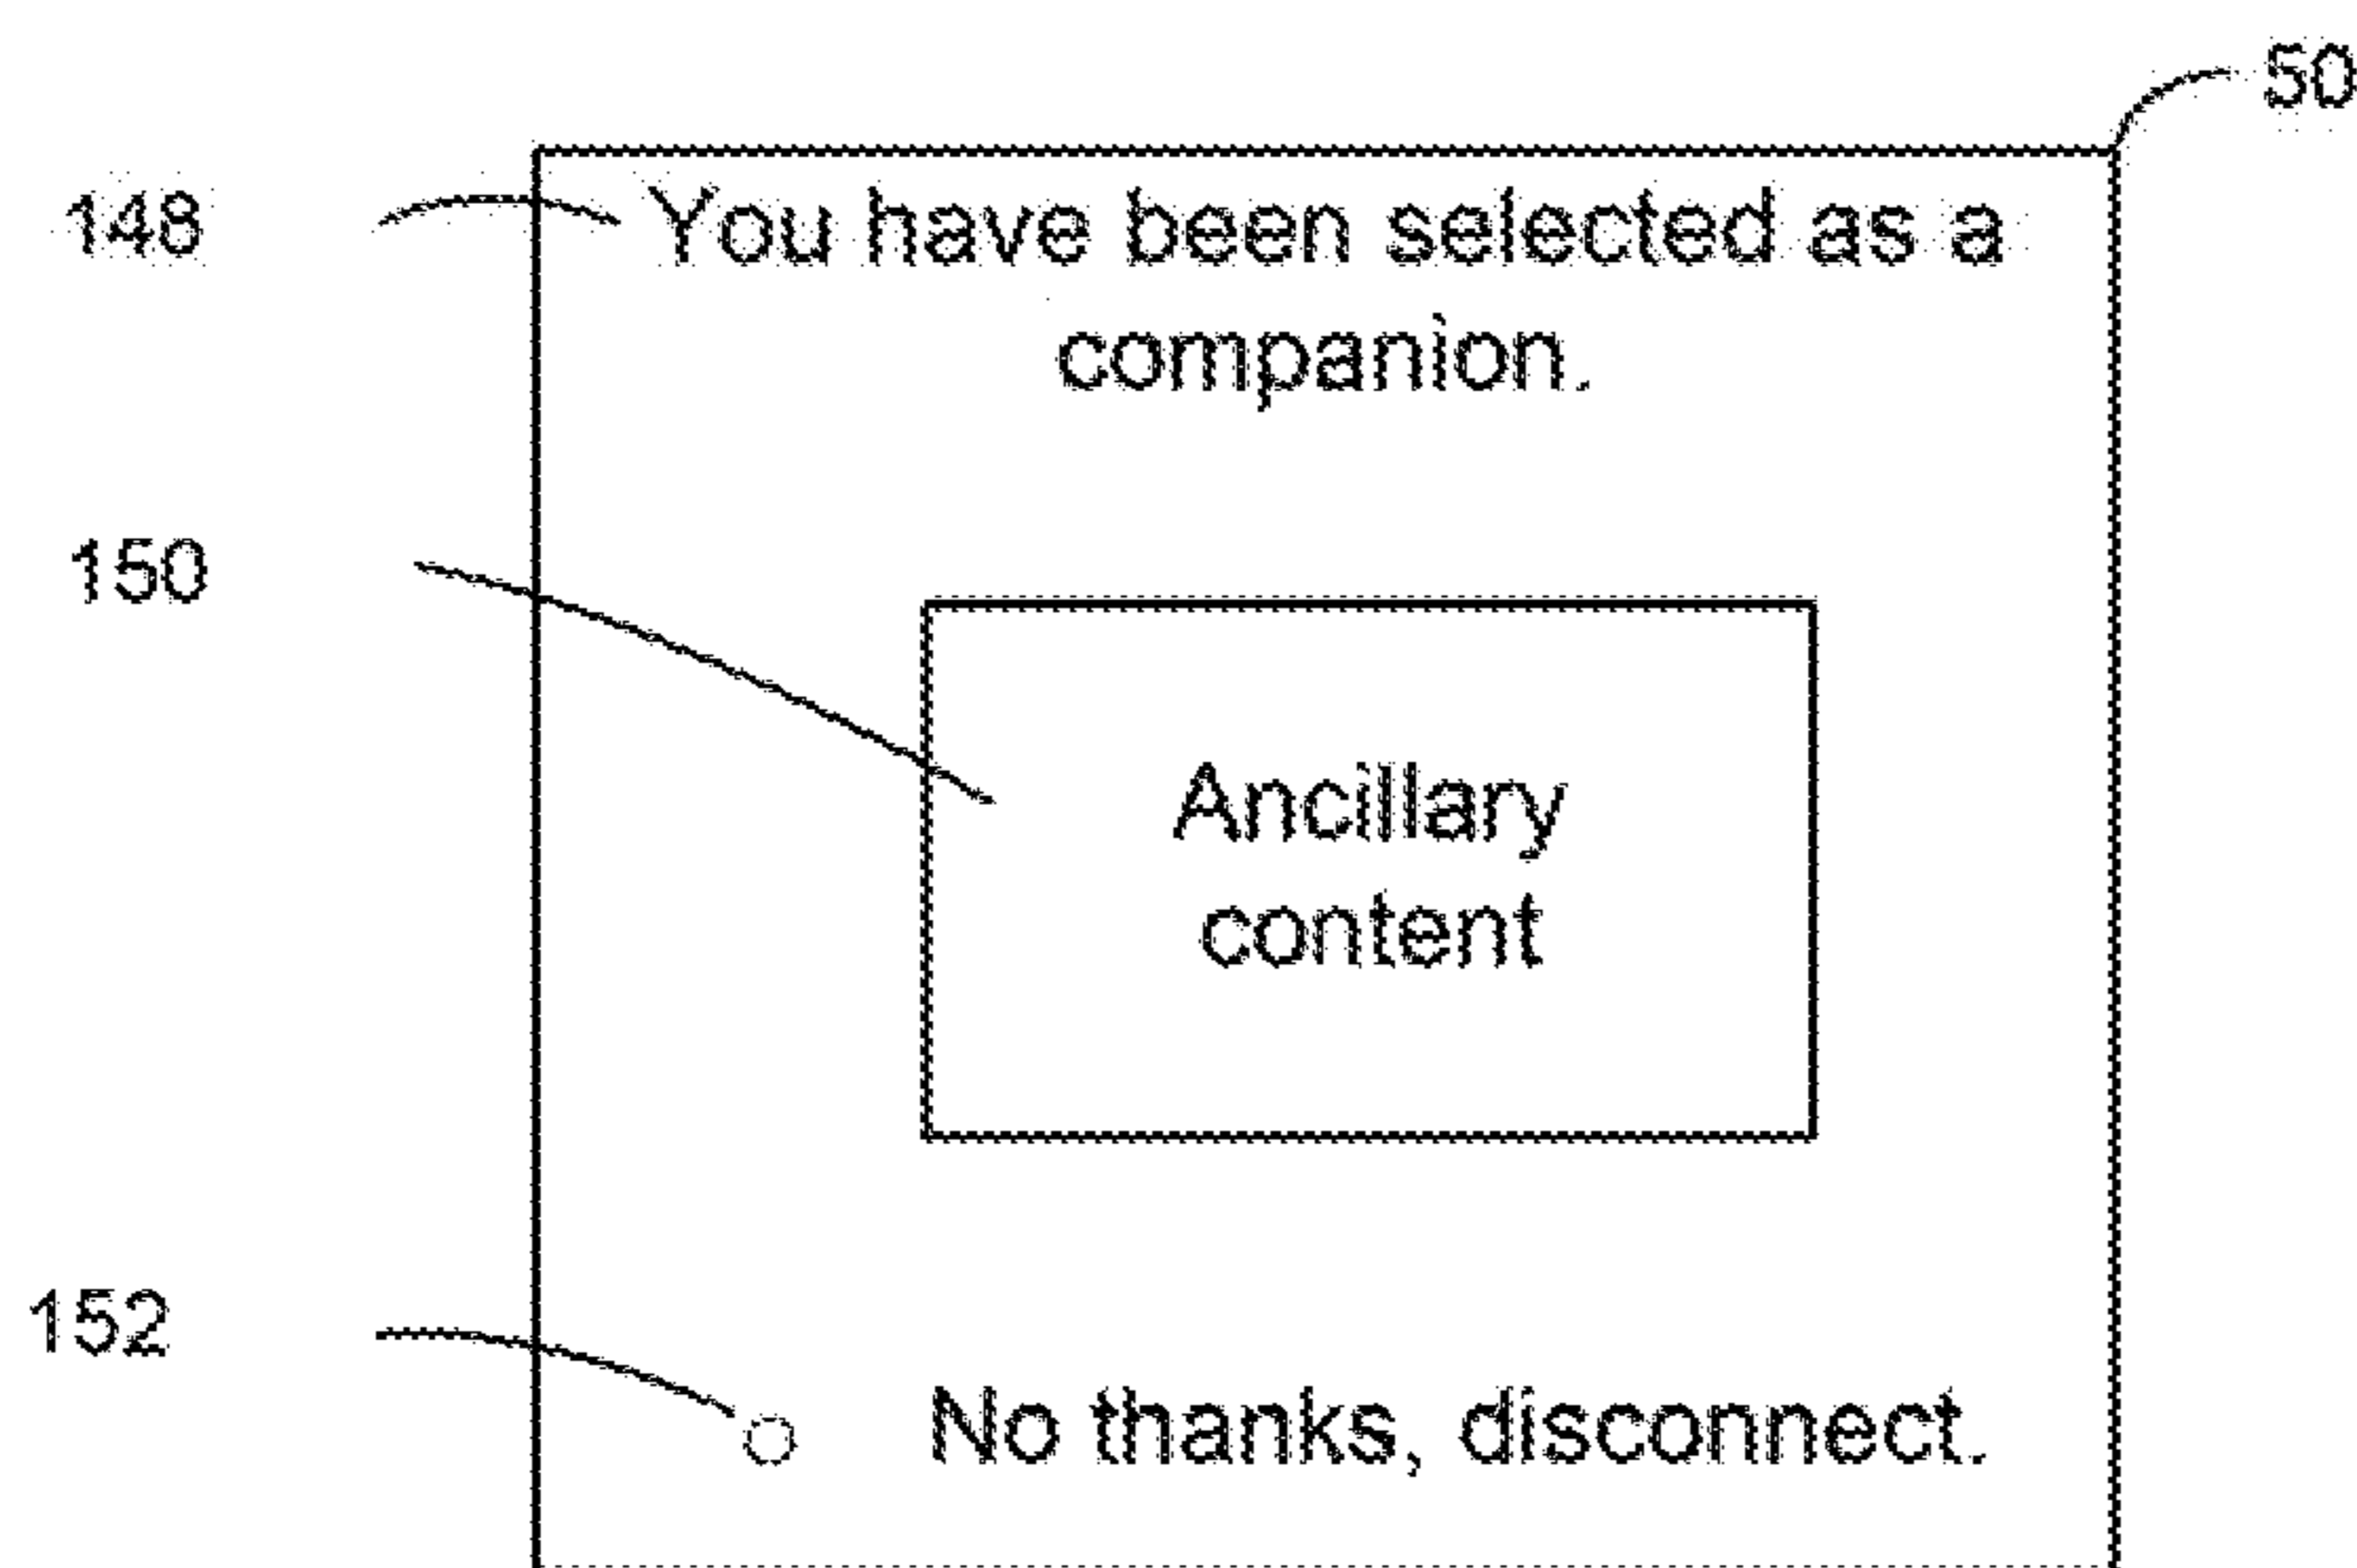 50
148
You have been selected as a
companion.
150
Ancillary
content
152
No thanks, disconnect.